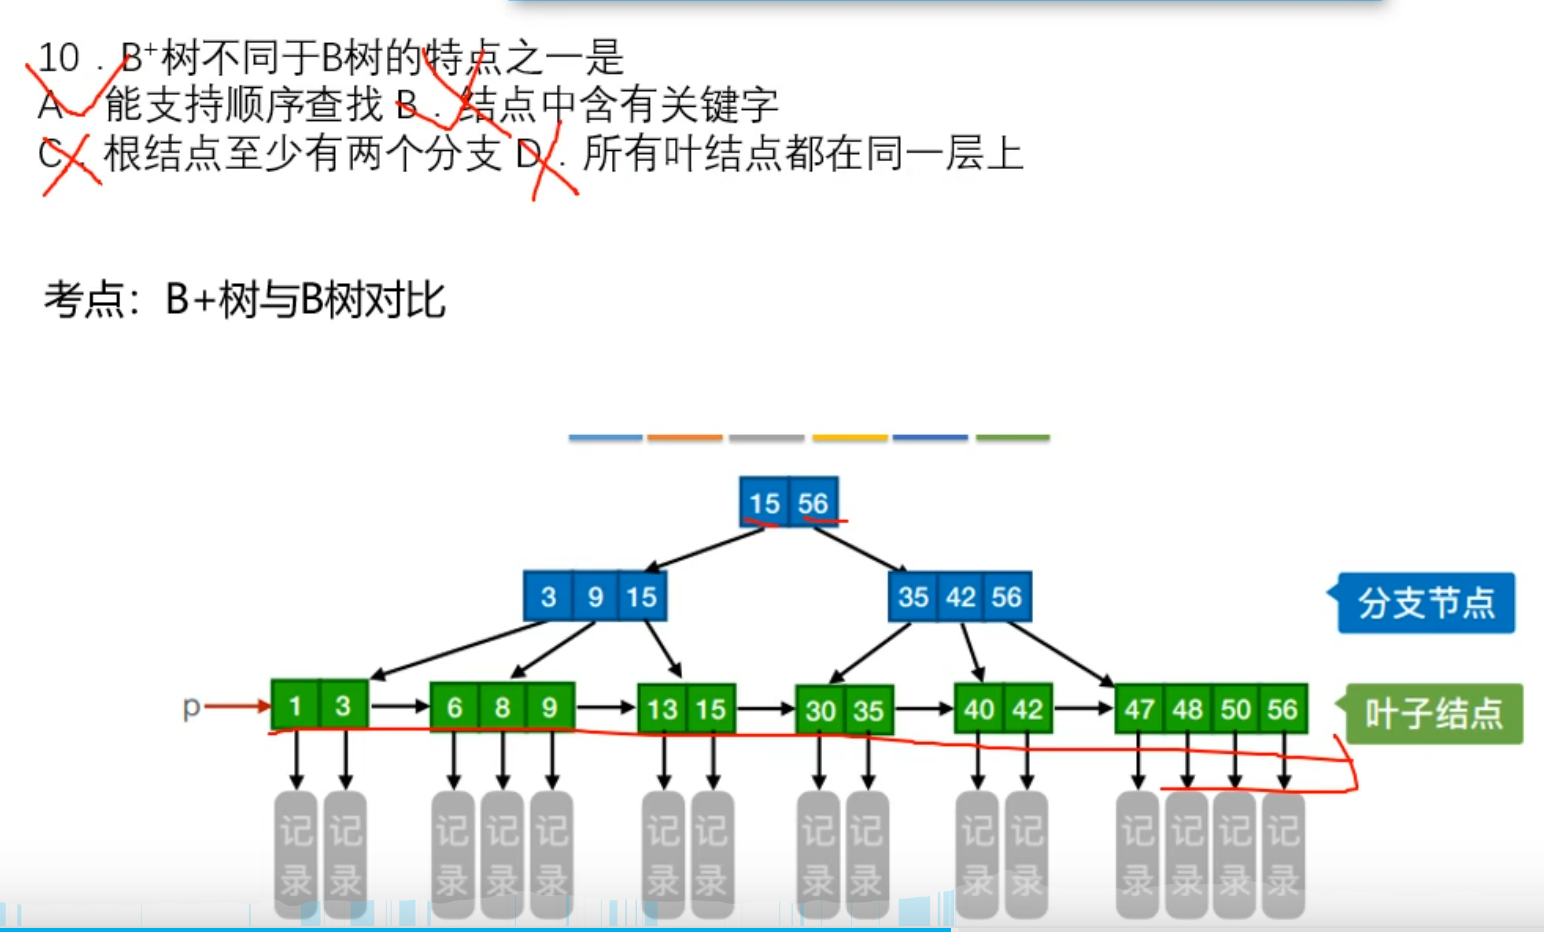 10．B+树不同于B树的特点之一是
A．能支持顺序查找 B．结点中含有关键字
C．根结点至少有两个分支 D．所有叶结点都在同一层上
考点：B+树与B树对比
15 56
3 9 15 35 42 56 分支节点
p 1 3 6 8 9 13 15 30 35 40 42 47 48 50 56 叶子结点
记录 记录 记录 记录 记录 记录 记录 记录 记录 记录 记录 记录 记录 记录 记录